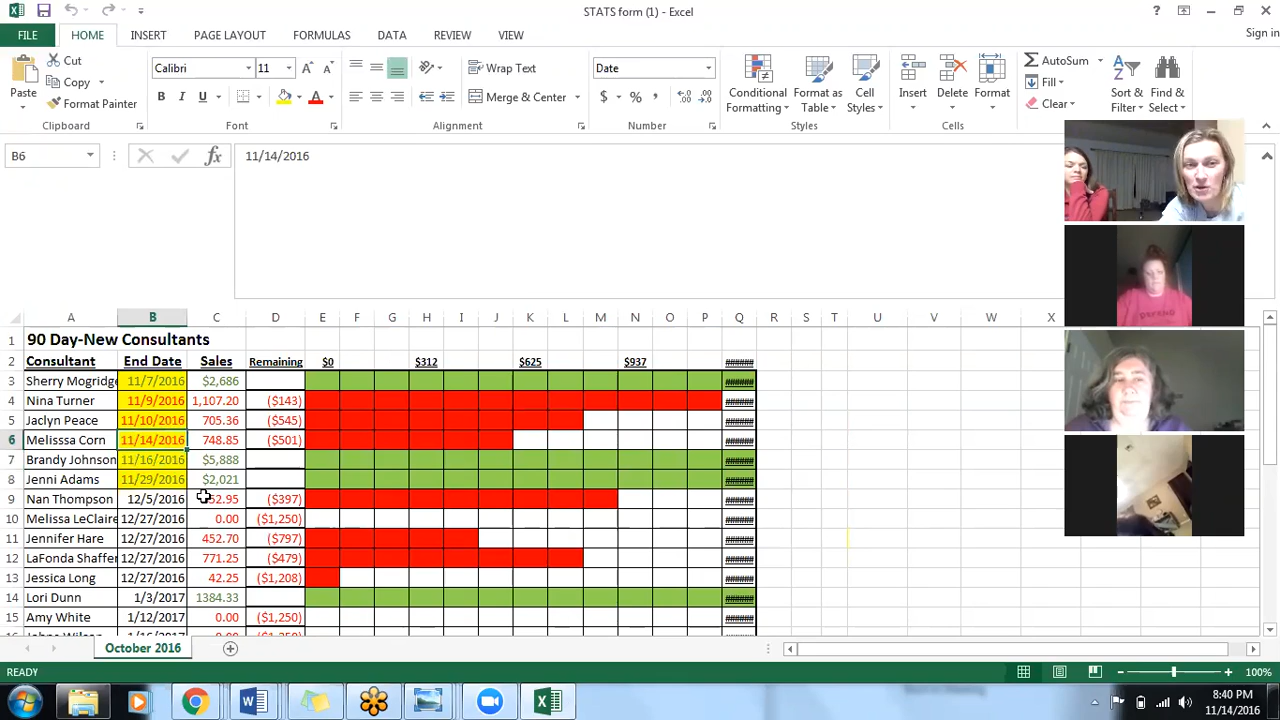 STATS form (1) - Excel
?
Sign in
FILE HOME INSERT PAGE LAYOUT FORMULAS DATA REVIEW VIEW
Paste
Cut
Copy
Format Painter
Clipboard
Calibri 11
B I U
Font
Wrap Text
Merge & Center
Alignment
Date
$ % ,
Number
Conditional Formatting
Format as Table
Cell Styles
Styles
Insert Delete Format
Cells
AutoSum
Fill
Clear
Sort & Filter
Find & Select
B6 fx 11/14/2016
A B C D E F G H I J K L M N O P Q R S T U V W X
1 90 Day-New Consultants
2 Consultant End Date Sales Remaining $0 $312 $625 $937 ######
3 Sherry Mogridg 11/7/2016 $2,686 ######
4 Nina Turner 11/9/2016 1,107.20 ($143) ######
5 Jaclyn Peace 11/10/2016 705.36 ($545) ######
6 Melisssa Corn 11/14/2016 748.85 ($501) ######
7 Brandy Johnson 11/16/2016 $5,888 ######
8 Jenni Adams 11/29/2016 $2,021 ######
9 Nan Thompson 12/5/2016 52.95 ($397) ######
10 Melissa LeClaire 12/27/2016 0.00 ($1,250) ######
11 Jennifer Hare 12/27/2016 452.70 ($797) ######
12 LaFonda Shaffer 12/27/2016 771.25 ($479) ######
13 Jessica Long 12/27/2016 42.25 ($1,208) ######
14 Lori Dunn 1/3/2017 1384.33 ######
15 Amy White 1/12/2017 0.00 ($1,250) ######
October 2016
READY
100%
8:40 PM
11/14/2016